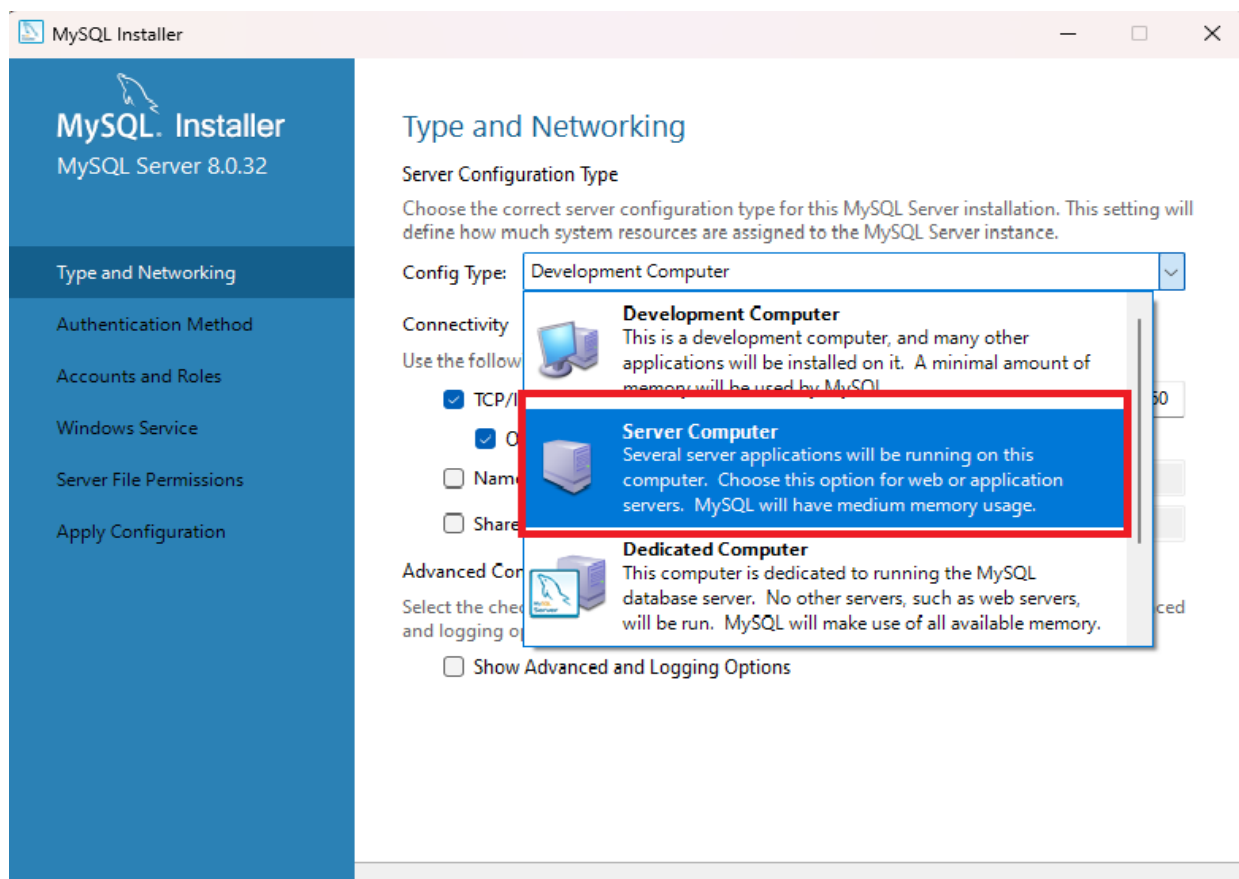 MySQL Installer
MySQL. Installer
MySQL Server 8.0.32
Type and Networking
Authentication Method
Accounts and Roles
Windows Service
Server File Permissions
Apply Configuration
Type and Networking
Server Configuration Type
Choose the correct server configuration type for this MySQL Server installation. This setting will
define how much system resources are assigned to the MySQL Server instance.
Config Type: Development Computer
Development Computer
This is a development computer, and many other
applications will be installed on it. A minimal amount of
memory will be used by MySQL.
Server Computer
Several server applications will be running on this
computer. Choose this option for web or application
servers. MySQL will have medium memory usage.
Dedicated Computer
This computer is dedicated to running the MySQL
database server. No other servers, such as web servers,
will be run. MySQL will make use of all available memory.
Connectivity
Use the follow
TCP/I
O
60
Name
Share
Advanced Con
Select the che
ced
and logging o
Show Advanced and Logging Options